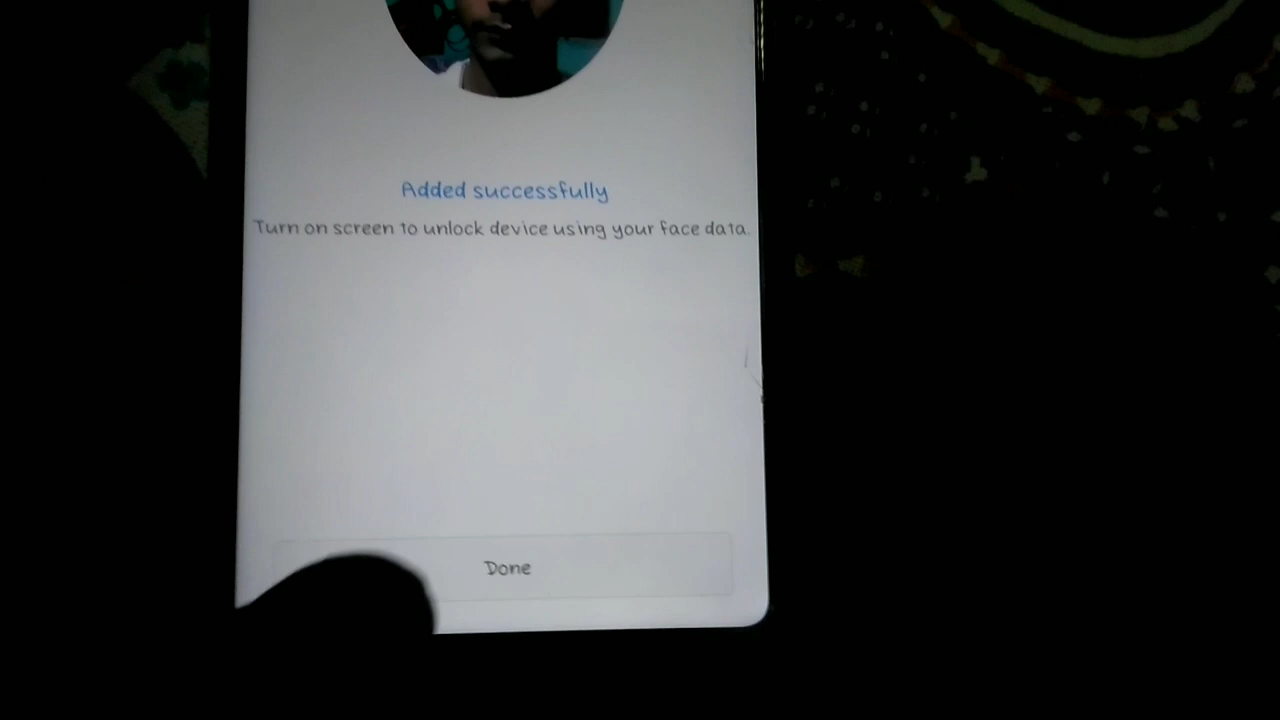 Added successfully
Turn on screen to unlock device using your face data.
Done